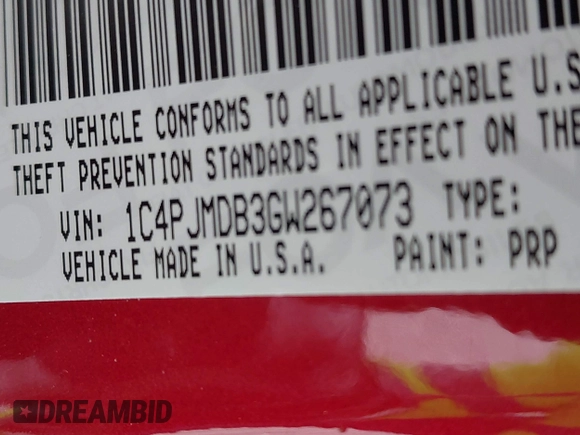 THIS VEHICLE CONFORMS TO ALL APPLICABLE U.S
THEFT PREVENTION STANDARDS IN EFFECT ON THE
VIN: 1C4PJMDB3GW267073 TYPE:
VEHICLE MADE IN U.S.A. PAINT: PRP
DREAMBID